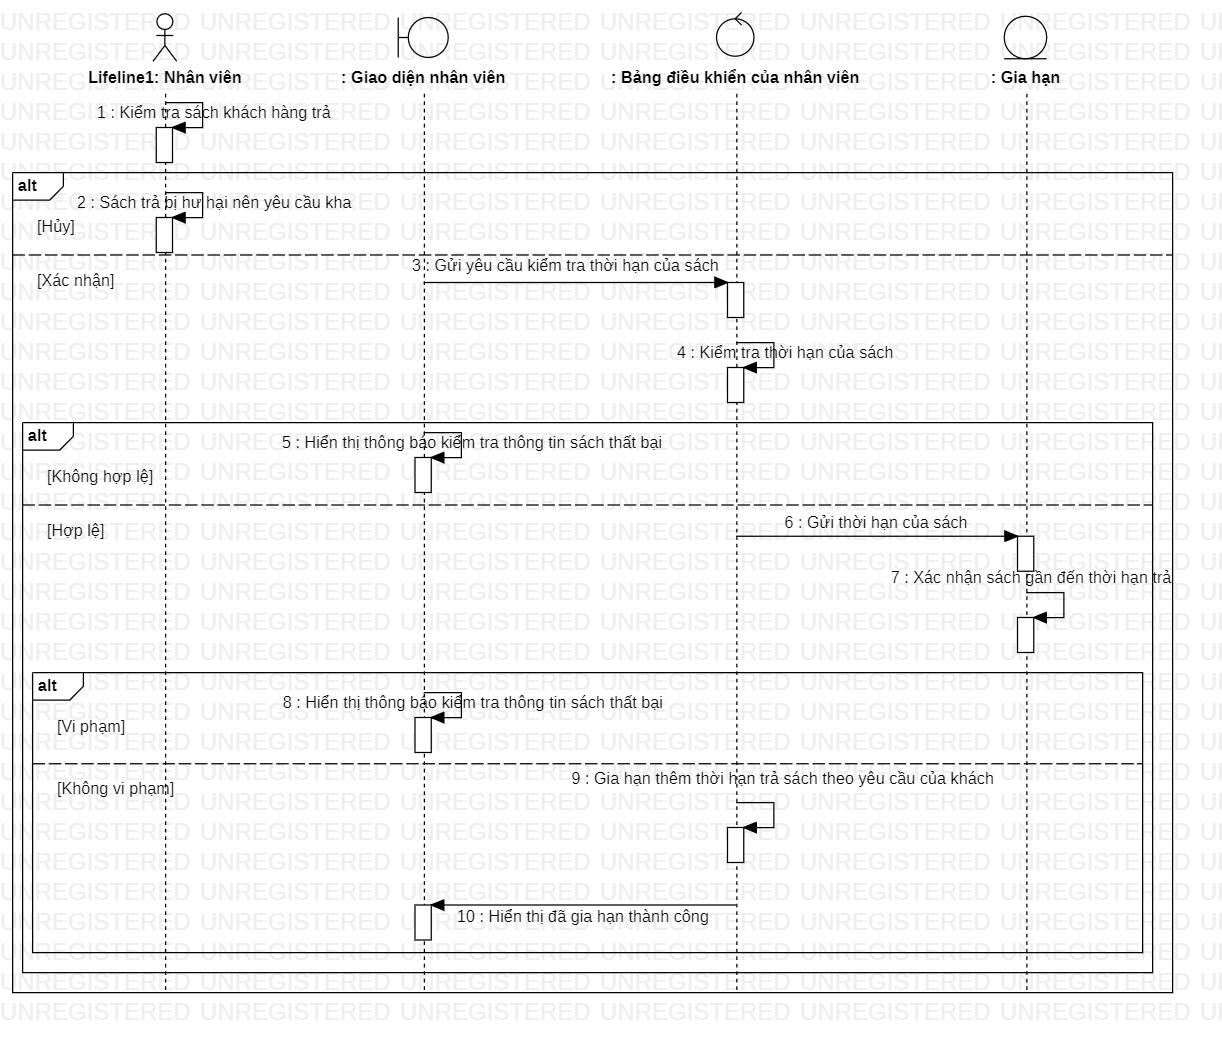 Lifeline1: Nhân viên
: Giao diện nhân viên
: Bảng điều khiển của nhân viên
: Gia hạn
1 : Kiểm tra sách khách hàng trả
alt
2 : Sách trả bị hư hại nên yêu cầu kha
[Hủy]
3 : Gửi yêu cầu kiểm tra thời hạn của sách
[Xác nhận]
4 : Kiểm tra thời hạn của sách
alt
5 : Hiển thị thông báo kiểm tra thông tin sách thất bại
[Không hợp lệ]
6 : Gửi thời hạn của sách
[Hợp lệ]
7 : Xác nhận sách gần đến thời hạn trả
alt
8 : Hiển thị thông báo kiểm tra thông tin sách thất bại
[Vi phạm]
9 : Gia hạn thêm thời hạn trả sách theo yêu cầu của khách
[Không vi phạm]
10 : Hiển thị đã gia hạn thành công
UNREGISTERED